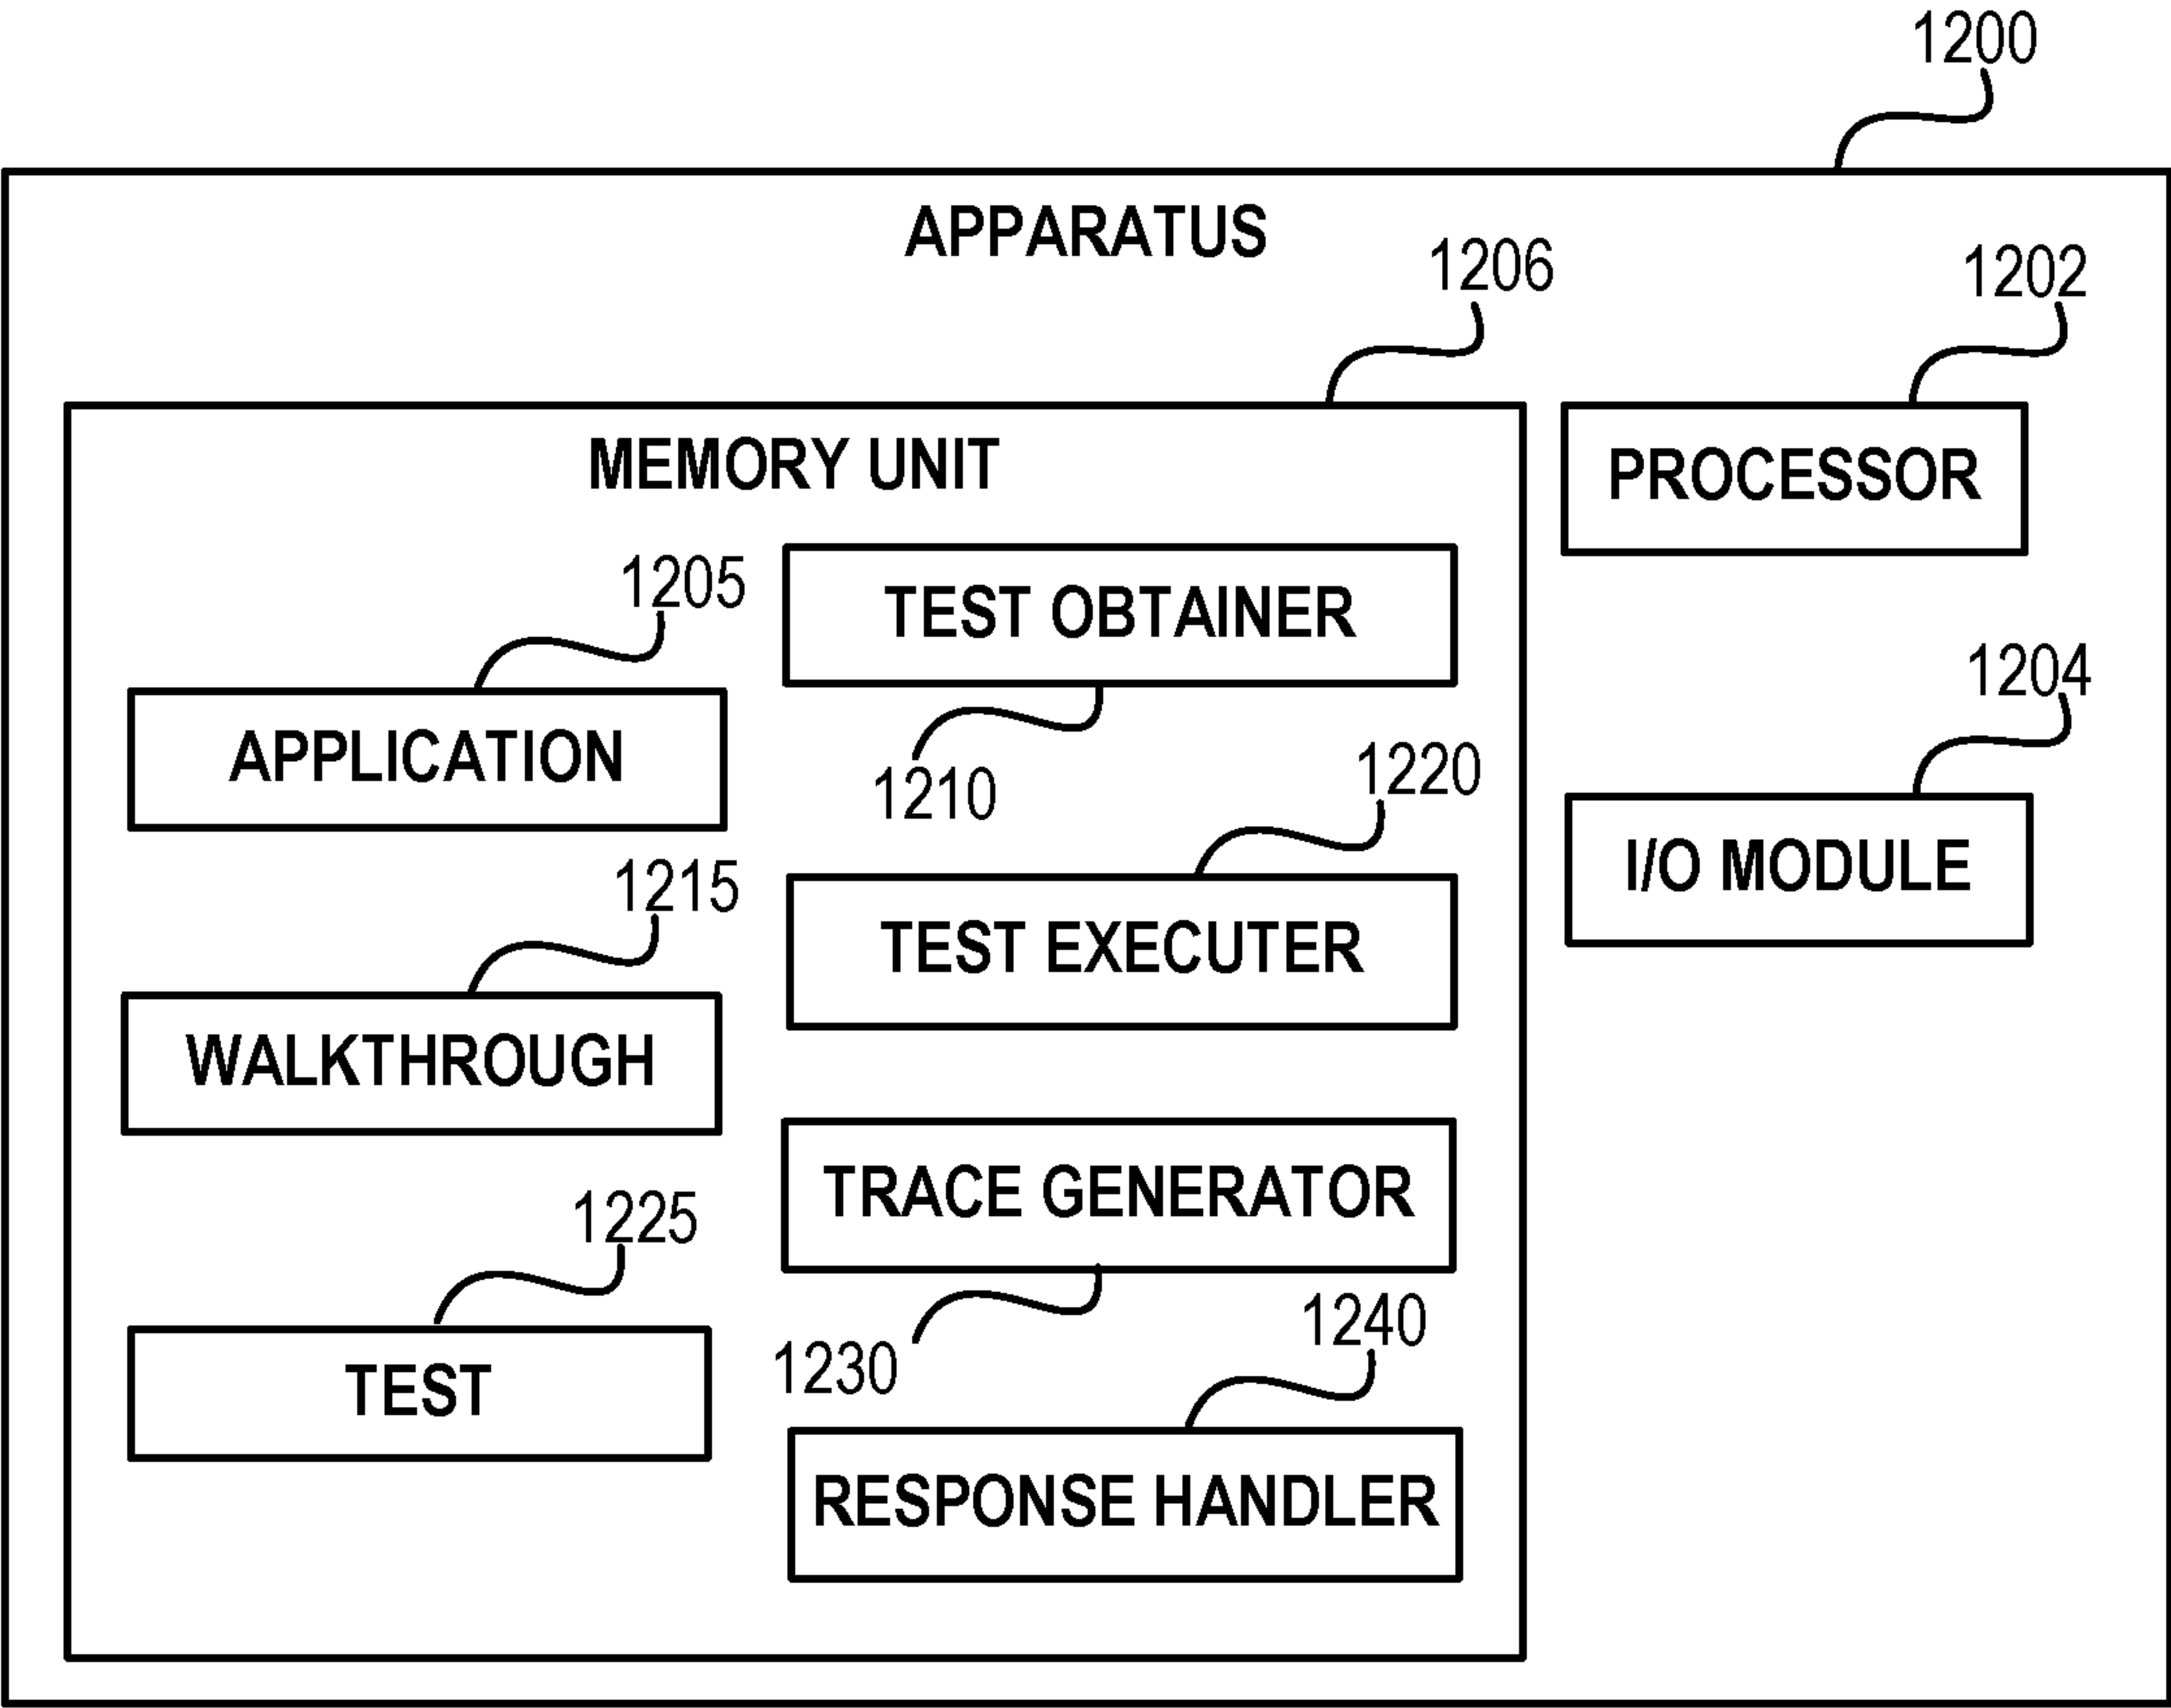 1200
APPARATUS
1206
1202
MEMORY UNIT
PROCESSOR
1205
TEST OBTAINER
1204
APPLICATION
1210
1220
I/O MODULE
1215
TEST EXECUTER
WALKTHROUGH
TRACE GENERATOR
1225
1230
1240
TEST
RESPONSE HANDLER